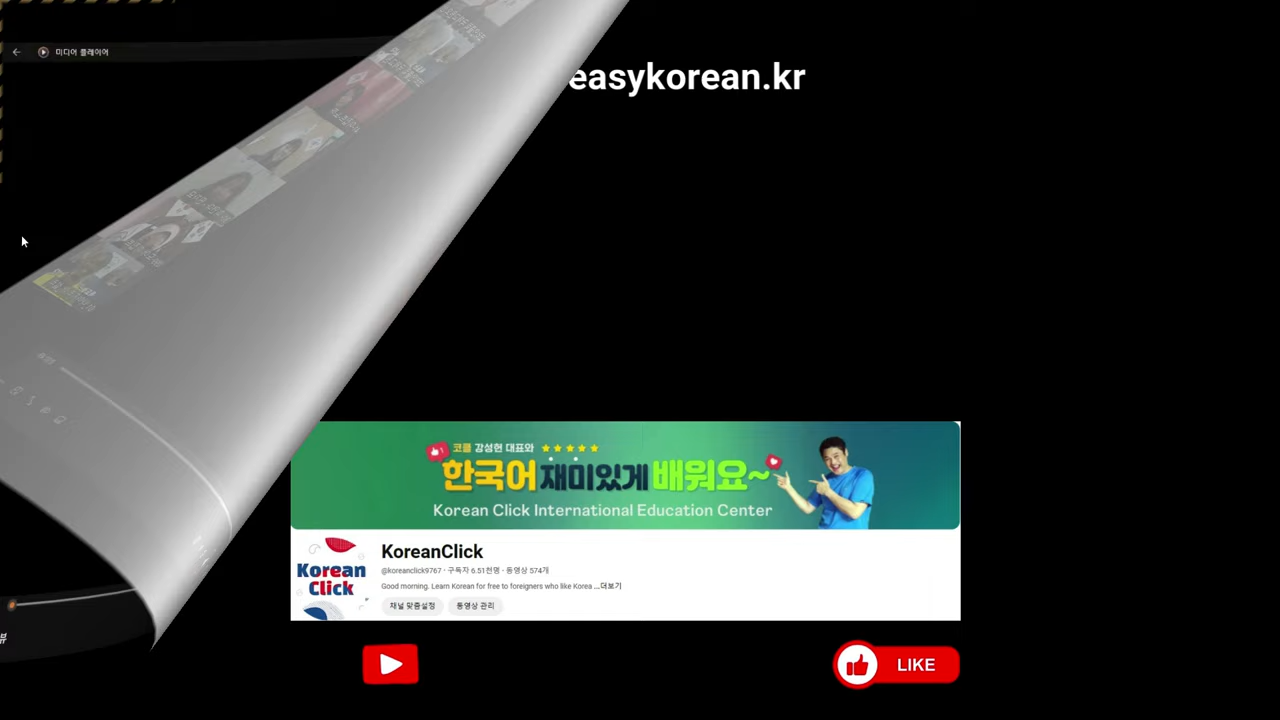 미디어 플레이어
easykorean.kr
코클 강성현 대표와
한국어 재미있게 배워요~
Korean Click International Education Center
KoreanClick
@koreanclick9767 · 구독자 6.51천명 · 동영상 574개
Good morning. Learn Korean for free to foreigners who like Korea ...더보기
Korean
Click
채널 맞춤설정
동영상 관리
LIKE